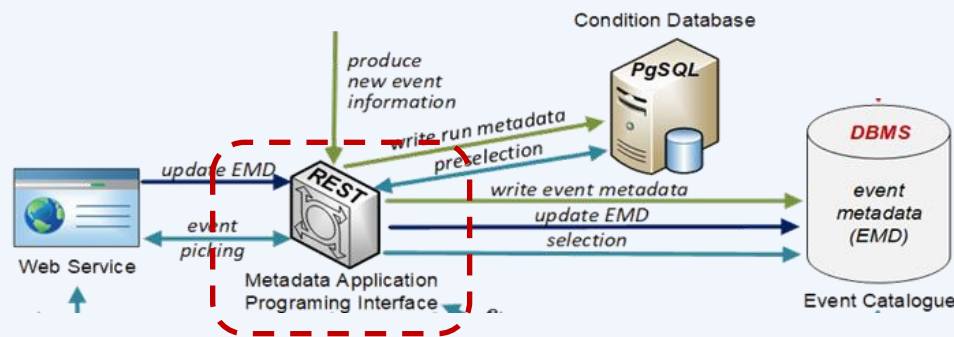 Condition Database
produce
new event
information
PgSQL
write run metadata
preselection
DBMS
event
metadata
(EMD)
update EMD
REST
write event metadata
update EMD
selection
event
picking
Web Service
Metadata Application
Programing Interface
Event Catalogue